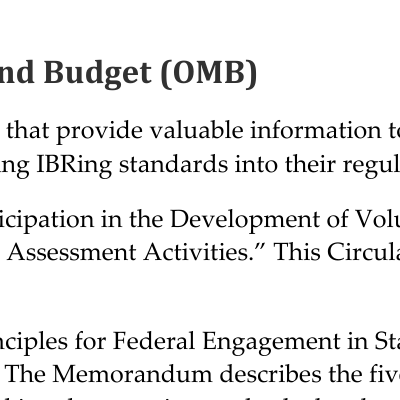 nd Budget (OMB)
that provide valuable information t
ng IBRing standards into their regul
icipation in the Development of Volu
Assessment Activities.” This Circula
nciples for Federal Engagement in Sta
The Memorandum describes the five